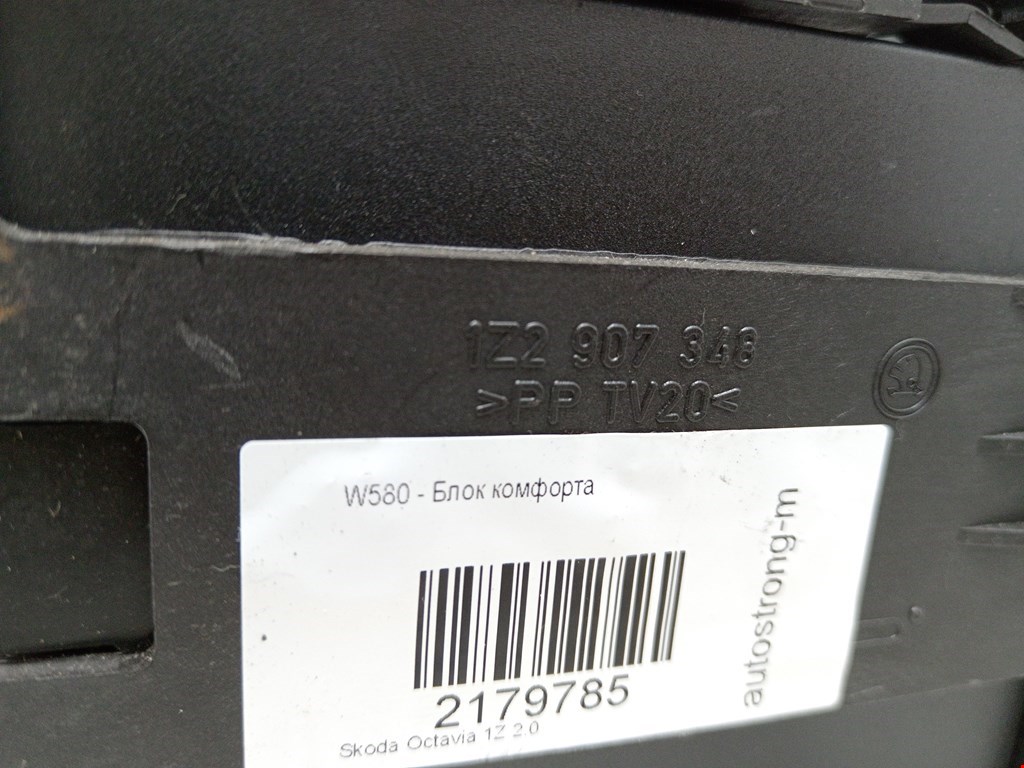 1Z2 907 348
>PP TV20<
W580 - Блок комфорта
autostrong-m
2179785
Skoda Octavia 1Z 2.0